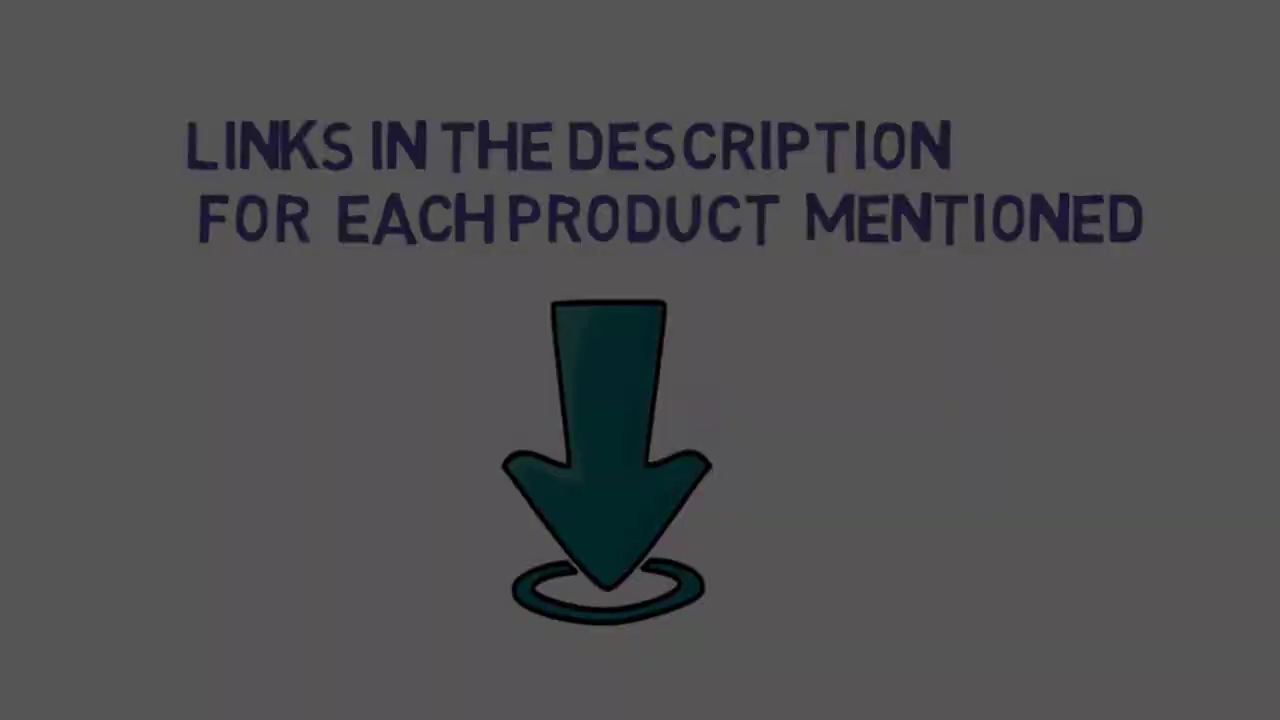 LINKS IN THE DESCRIPTION
FOR EACH PRODUCT MENTIONED